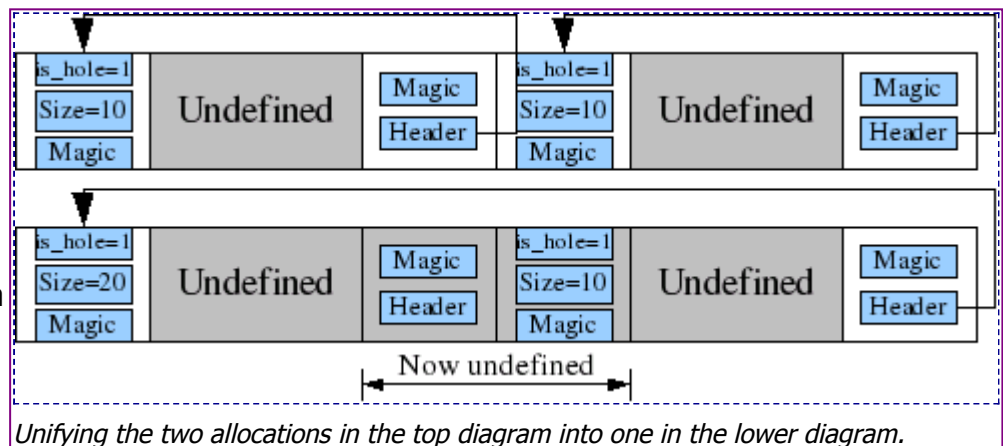 is_hole=1
Size=10
Magic
Undefined
Magic
Header
is_hole=1
Size=10
Magic
Undefined
Magic
Header
is_hole=1
Size=20
Magic
Undefined
Magic
Header
is_hole=1
Size=10
Magic
Undefined
Magic
Header
Now undefined
Unifying the two allocations in the top diagram into one in the lower diagram.